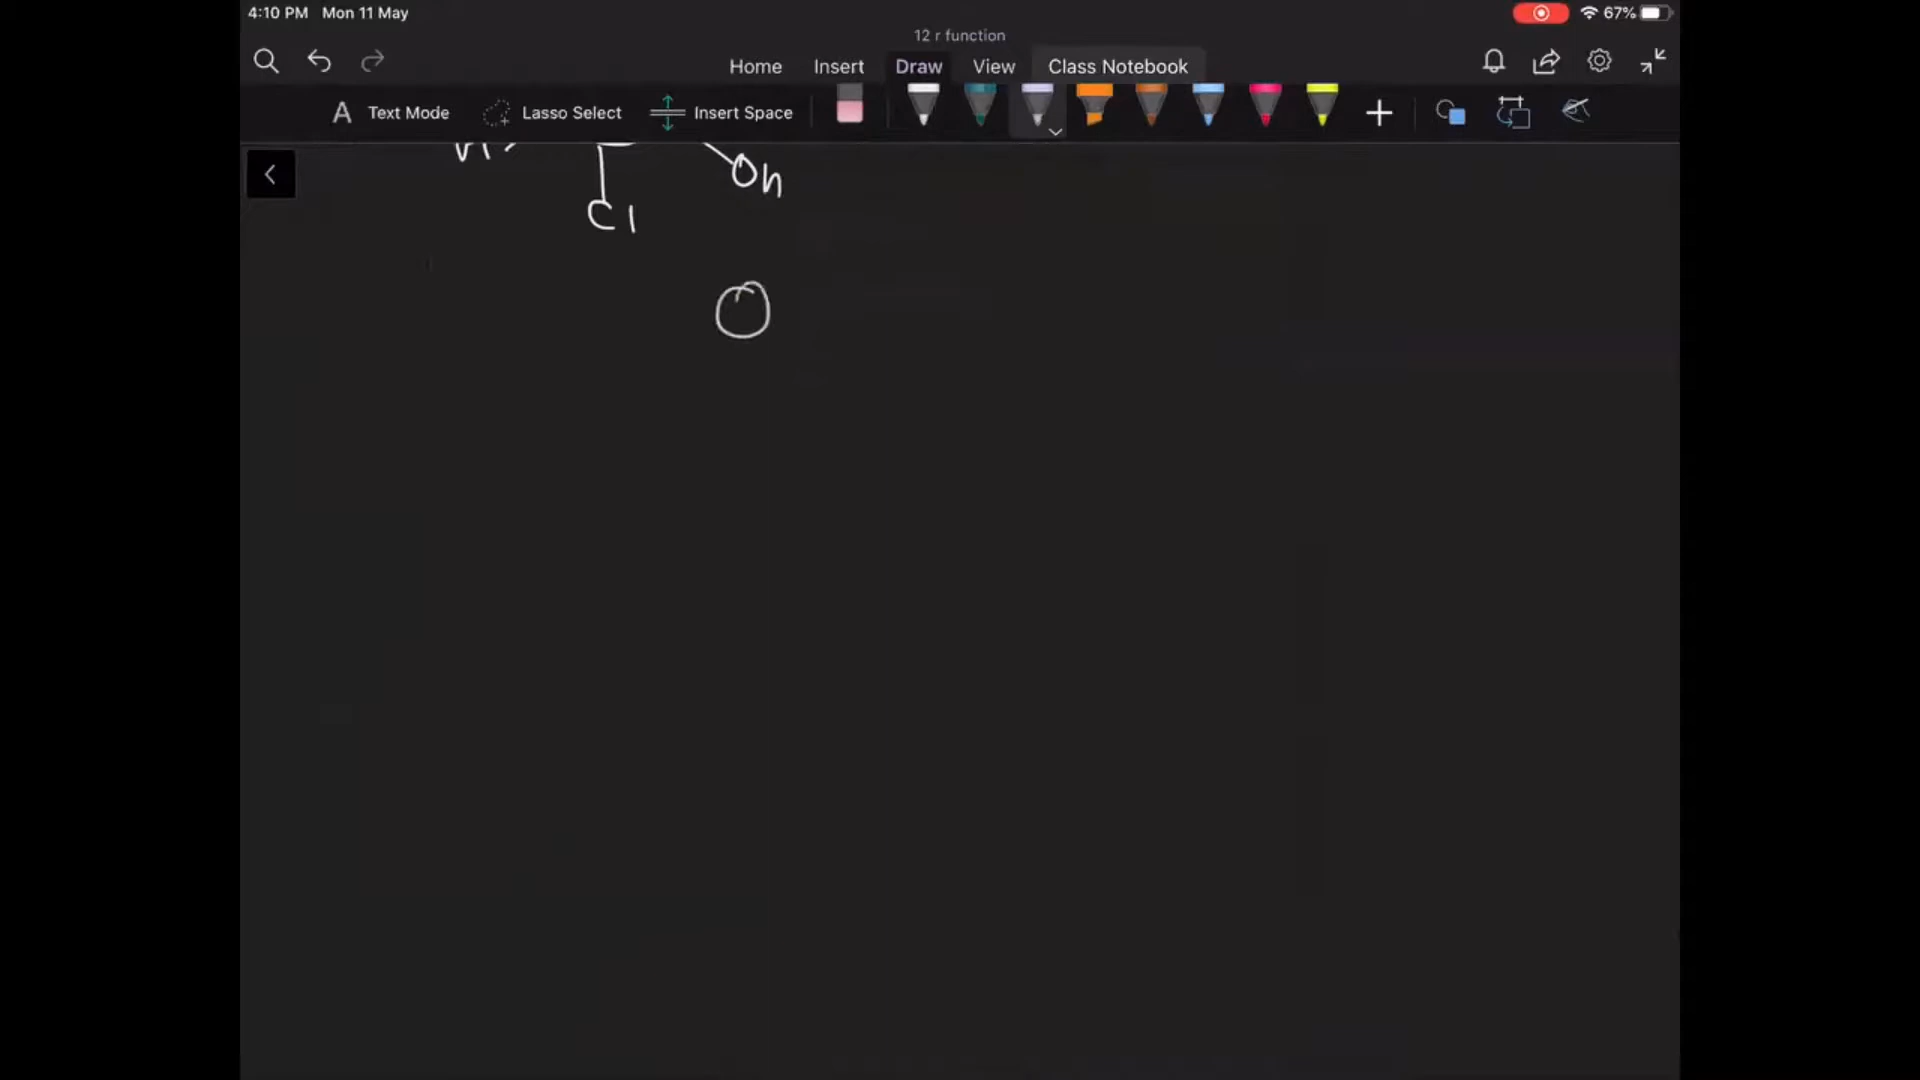 4:10 PM Mon 11 May
67%
12 r function
Home Insert Draw View Class Notebook
A Text Mode Lasso Select Insert Space
Oh
Cl